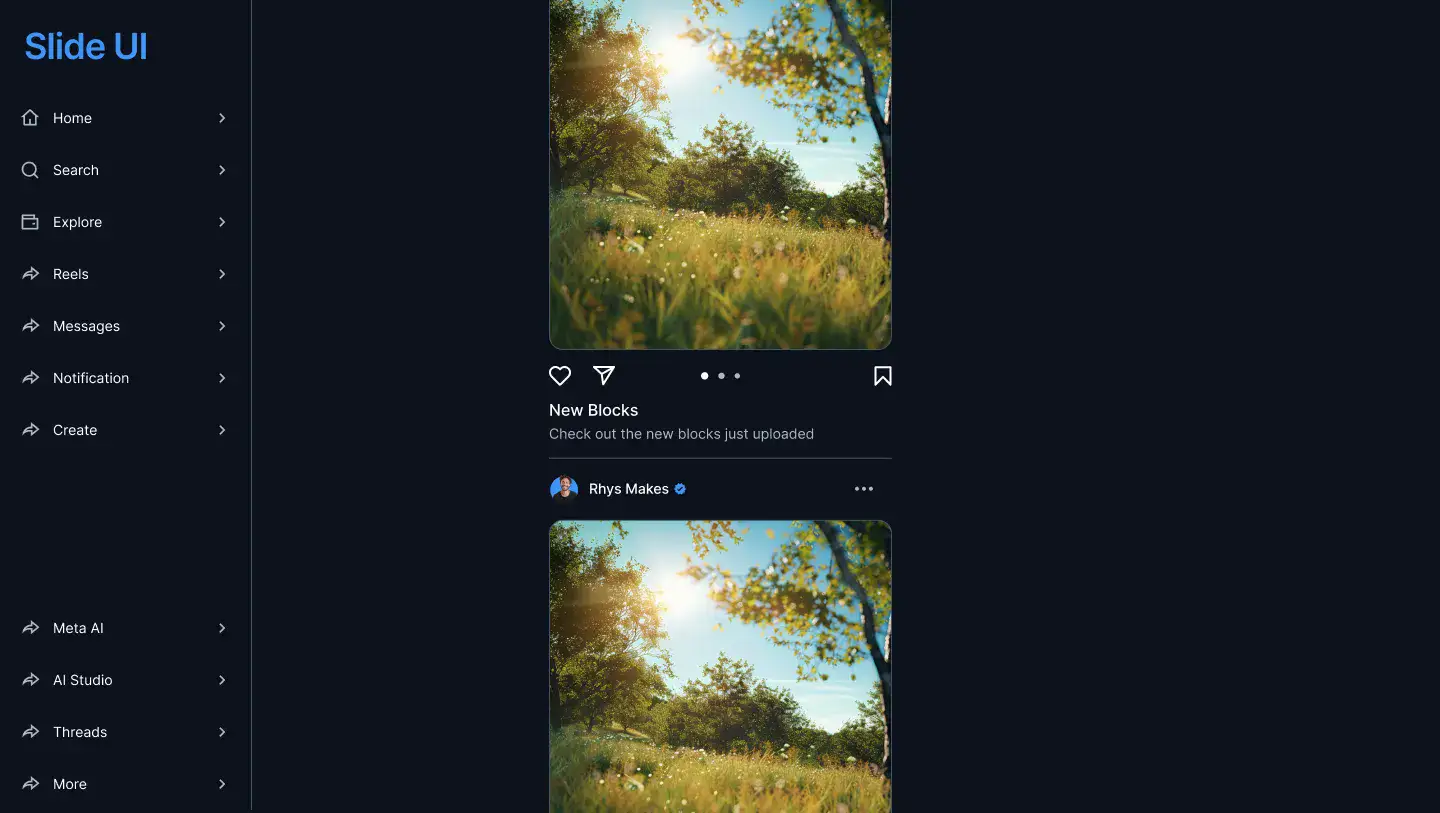 Slide UI
Home
Search
Explore
Reels
Messages
Notification
Create
Meta AI
AI Studio
Threads
More
New Blocks
Check out the new blocks just uploaded
Rhys Makes